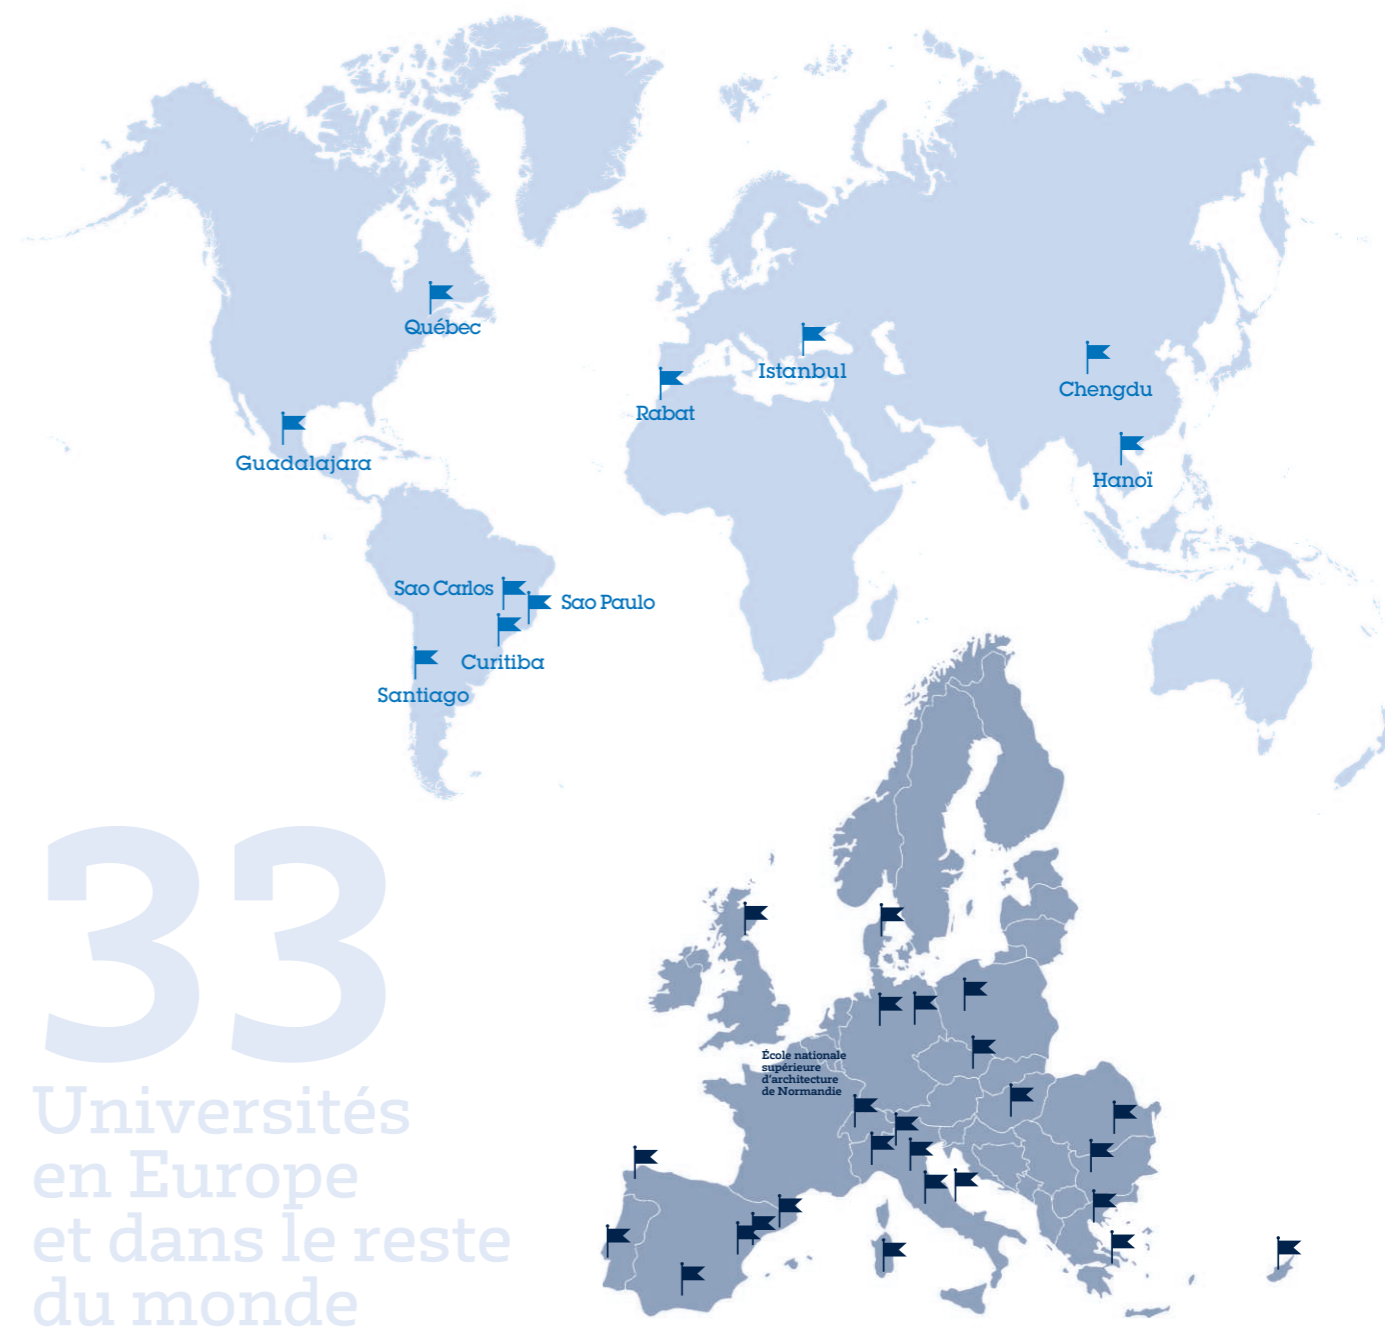 Québec
Istanbul
Chengdu
Rabat
Guadalajara
Hanoï
Sao Carlos
Sao Paulo
Curitiba
Santiago
33
Universités
en Europe
et dans le reste
du monde
École nationale
supérieure
d'architecture
de Normandie